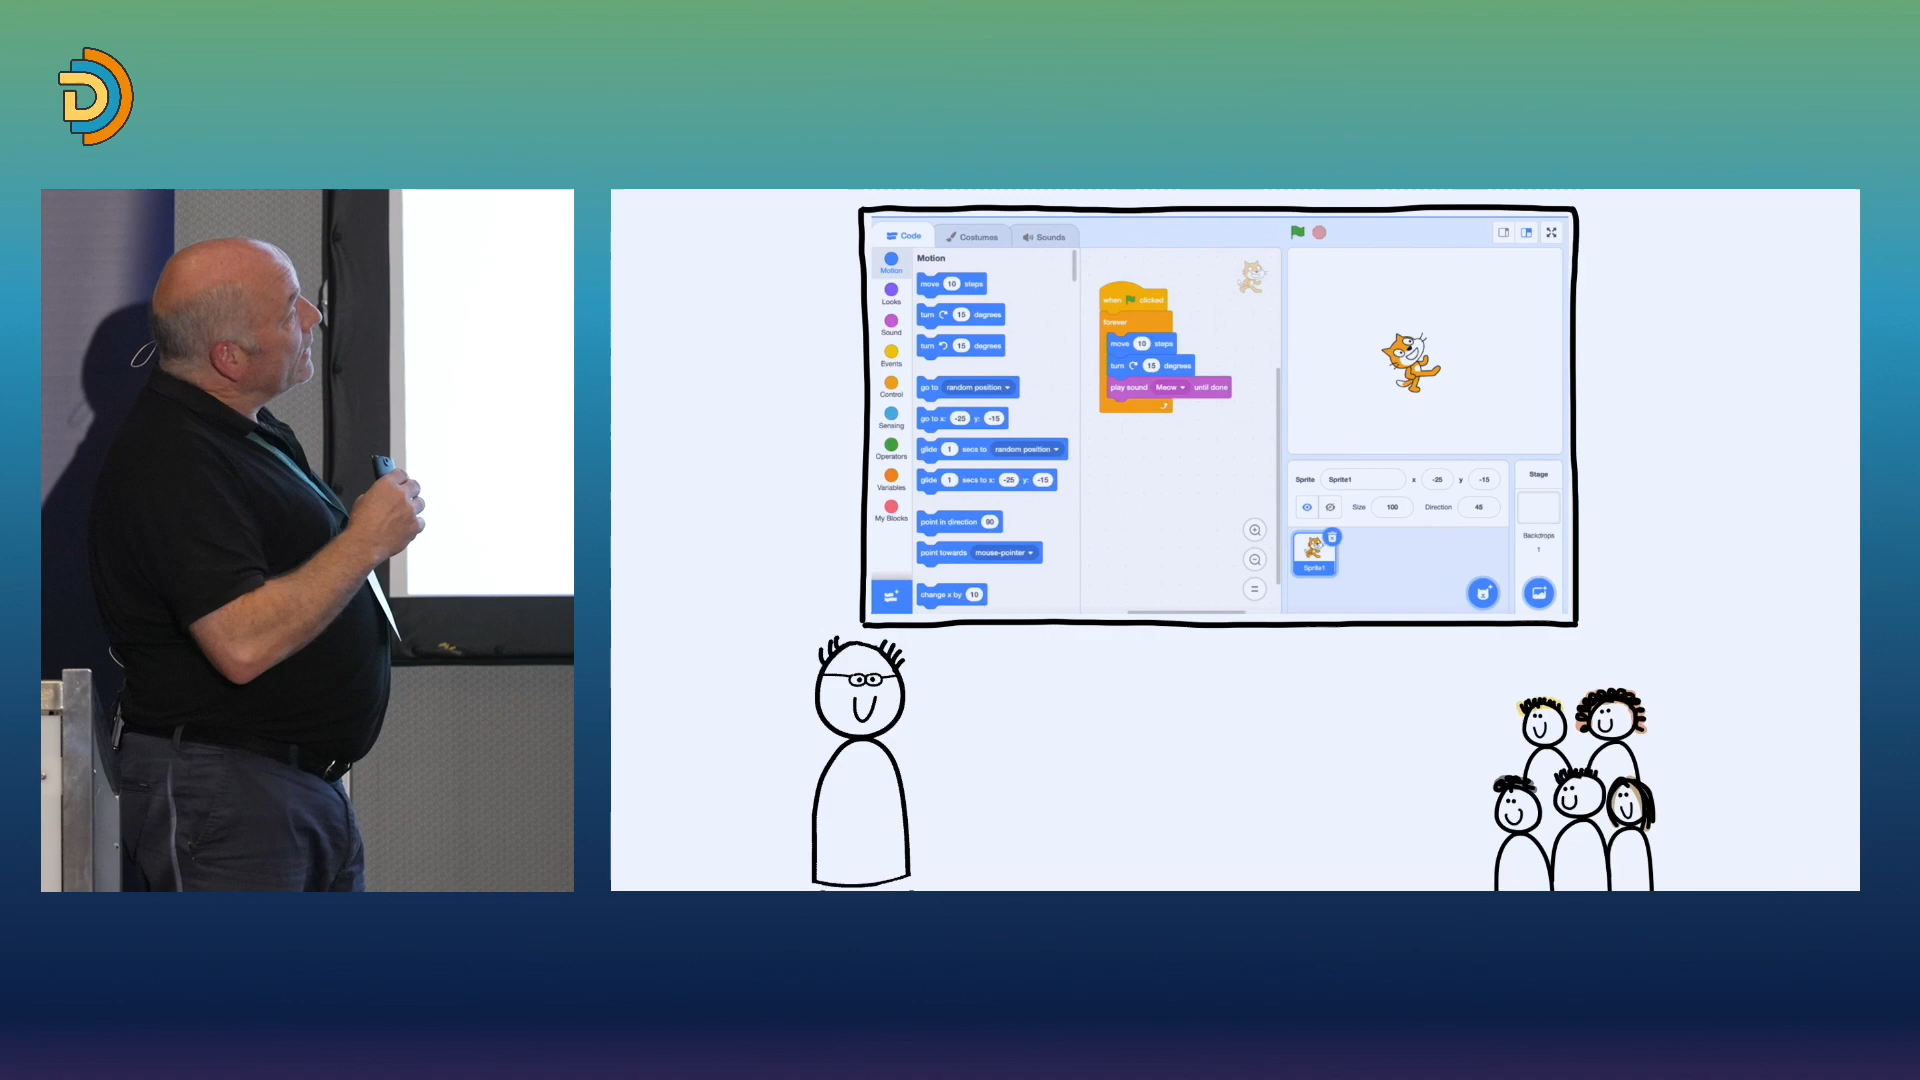 D
Code
Costumes
Sounds
Motion
Looks
Sound
Events
Control
Sensing
Operators
Variables
My Blocks
Motion
move 10 steps
turn 15 degrees
turn 15 degrees
go to random position
go to x: -25 y: -15
glide 1 secs to random position
glide 1 secs to x: -25 y: -15
point in direction 90
point towards mouse-pointer
change x by 10
when clicked
forever
move 10 steps
turn 15 degrees
play sound Meow until done
Sprite Sprite1 x -25 y -15
Size 100 Direction 45
Sprite1
Stage
Backdrops
1